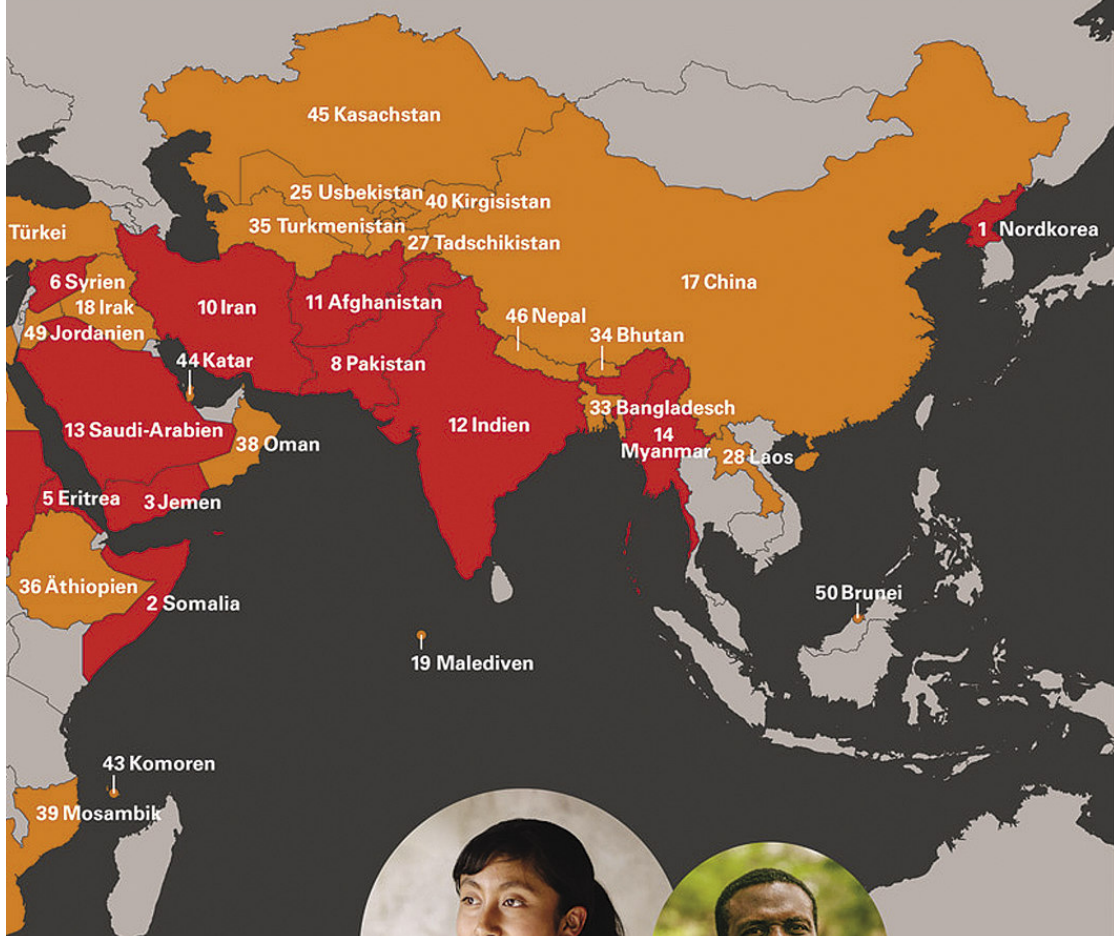 45 Kasachstan
25 Usbekistan
40 Kirgisistan
35 Turkmenistan
Türkei
27 Tadschikistan
1 Nordkorea
6 Syrien
17 China
18 Irak
10 Iran
11 Afghanistan
46 Nepal
49 Jordanien
34 Bhutan
44 Katar
8 Pakistan
33 Bangladesch
13 Saudi-Arabien
12 Indien
14
Myanmar
38 Oman
28 Laos
5 Eritrea
3 Jemen
36 Äthiopien
50 Brunei
2 Somalia
19 Malediven
43 Komoren
39 Mosambik